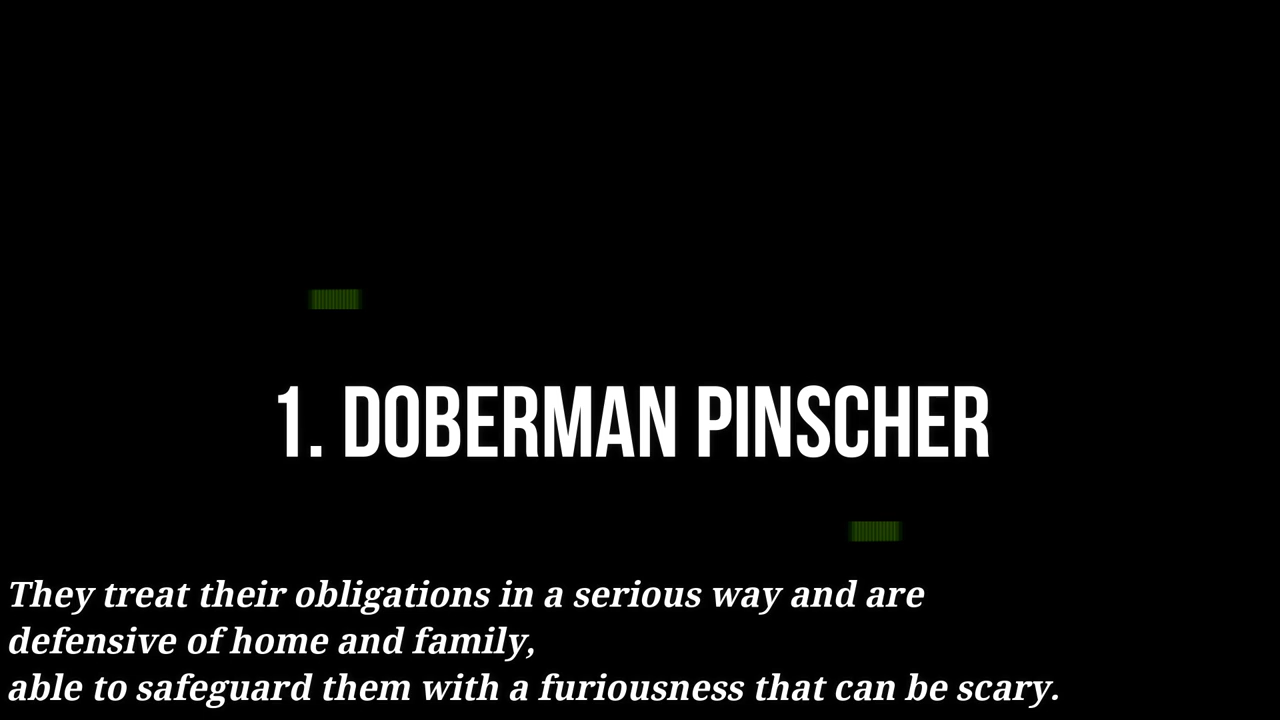 1. DOBERMAN PINSCHER
They treat their obligations in a serious way and are
defensive of home and family,
able to safeguard them with a furiousness that can be scary.